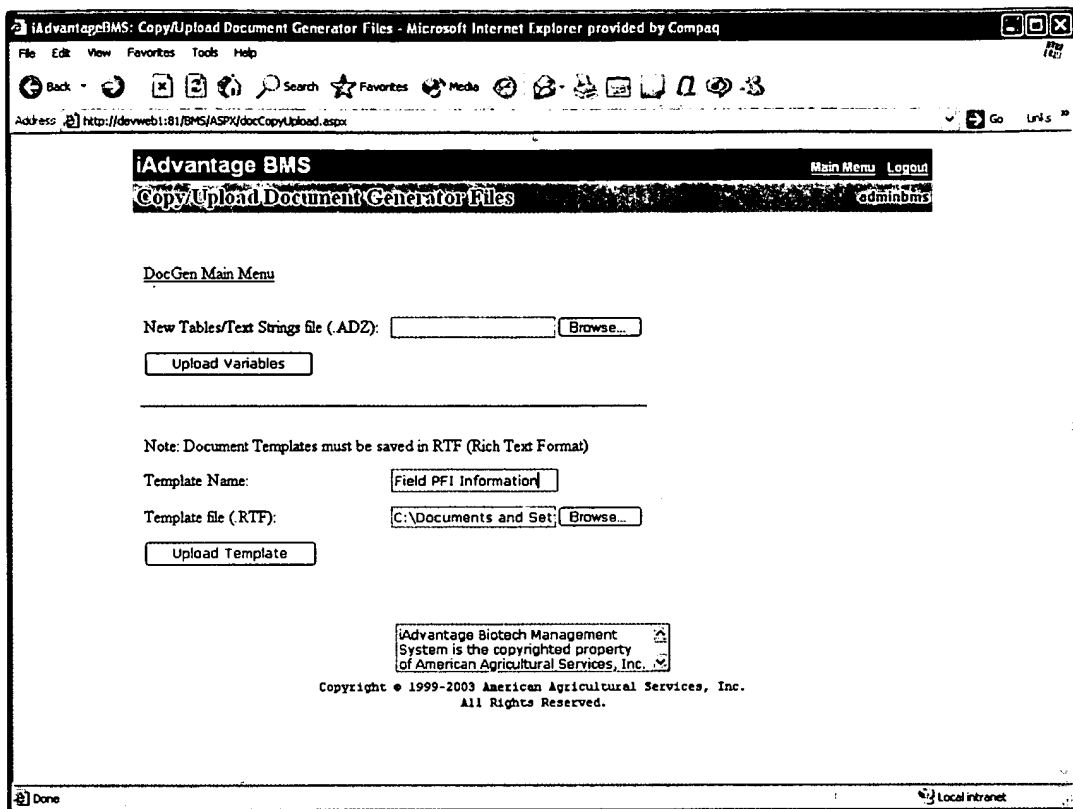 iAdvantageBMS: Copy/Upload Document Generator Files - Microsoft Internet Explorer provided by Compaq
File Edit View Favorites Tools Help
Back Search Favorites Media
Address http://devweb1:81/BMS/ASPX/docCopyUpload.aspx Go Links »
iAdvantage BMS Main Menu Logout
Copy/Upload Document Generator Files adminbms
DocGen Main Menu
New Tables/Text Strings file (.ADZ): Browse...
Upload Variables
Note: Document Templates must be saved in RTF (Rich Text Format)
Template Name: Field PFI Information
Template file (.RTF): C:\Documents and Set Browse...
Upload Template
iAdvantage Biotech Management
System is the copyrighted property
of American Agricultural Services, Inc.
Copyright © 1999-2003 American Agricultural Services, Inc.
All Rights Reserved.
Done Local intranet